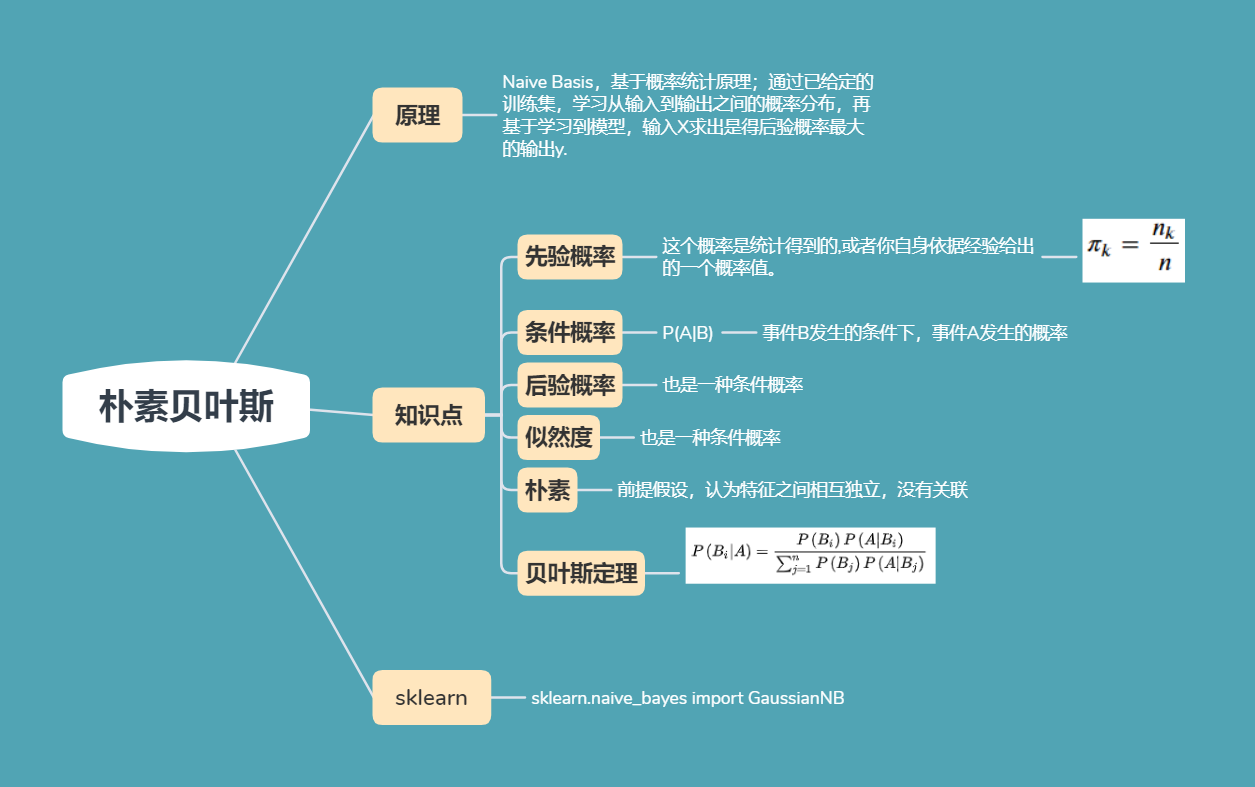 朴素贝叶斯
原理
Naive Basis，基于概率统计原理；通过已给定的
训练集，学习从输入到输出之间的概率分布，再
基于学习到模型，输入X求出是得后验概率最大
的输出y.
知识点
先验概率
这个概率是统计得到的,或者你自身依据经验给出
的一个概率值。
π_k = n_k / n
条件概率
P(A|B)
事件B发生的条件下，事件A发生的概率
后验概率
也是一种条件概率
似然度
也是一种条件概率
朴素
前提假设，认为特征之间相互独立，没有关联
贝叶斯定理
P(B_i|A) = P(B_i) P(A|B_i) / ∑_{j=1}^{n} P(B_j) P(A|B_j)
sklearn
sklearn.naive_bayes import GaussianNB